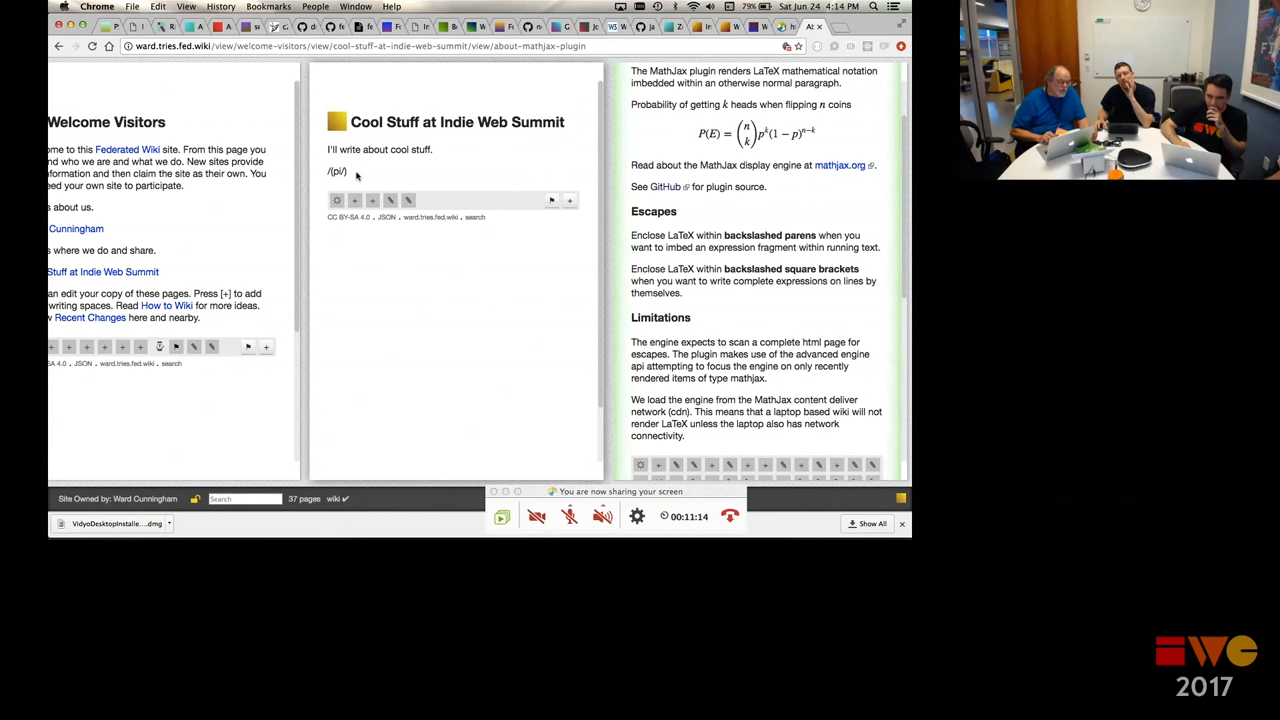 Chrome File Edit View History Bookmarks People Window Help 79% Sat Jun 24 4:14 PM
ward.tries.fed.wiki/view/welcome-visitors/view/cool-stuff-at-indie-web-summit/view/about-mathjax-plugin
Welcome Visitors
ome to this Federated Wiki site. From this page you
nd who we are and what we do. New sites provide
nformation and then claim the site as their own. You
eed your own site to participate.
s about us.
Cunningham
s where we do and share.
Stuff at Indie Web Summit
an edit your copy of these pages. Press [+] to add
writing spaces. Read How to Wiki for more ideas.
w Recent Changes here and nearby.
SA 4.0 . JSON . ward.tries.fed.wiki . search
Cool Stuff at Indie Web Summit
I'll write about cool stuff.
/(pi/)
CC BY-SA 4.0 . JSON . ward.tries.fed.wiki . search
The MathJax plugin renders LaTeX mathematical notation
imbedded within an otherwise normal paragraph.
Probability of getting k heads when flipping n coins
P(E) = (n k) p^k (1 − p)^{n−k}
Read about the MathJax display engine at mathjax.org.
See GitHub for plugin source.
Escapes
Enclose LaTeX within backslashed parens when you
want to imbed an expression fragment within running text.
Enclose LaTeX within backslashed square brackets
when you want to write complete expressions on lines by
themselves.
Limitations
The engine expects to scan a complete html page for
escapes. The plugin makes use of the advanced engine
api attempting to focus the engine on only recently
rendered items of type mathjax.
We load the engine from the MathJax content deliver
network (cdn). This means that a laptop based wiki will not
render LaTeX unless the laptop also has network
connectivity.
Site Owned by: Ward Cunningham Search 37 pages wiki ✔
You are now sharing your screen
00:11:14
VidyoDesktopInstalle....dmg Show All
IWC
2017